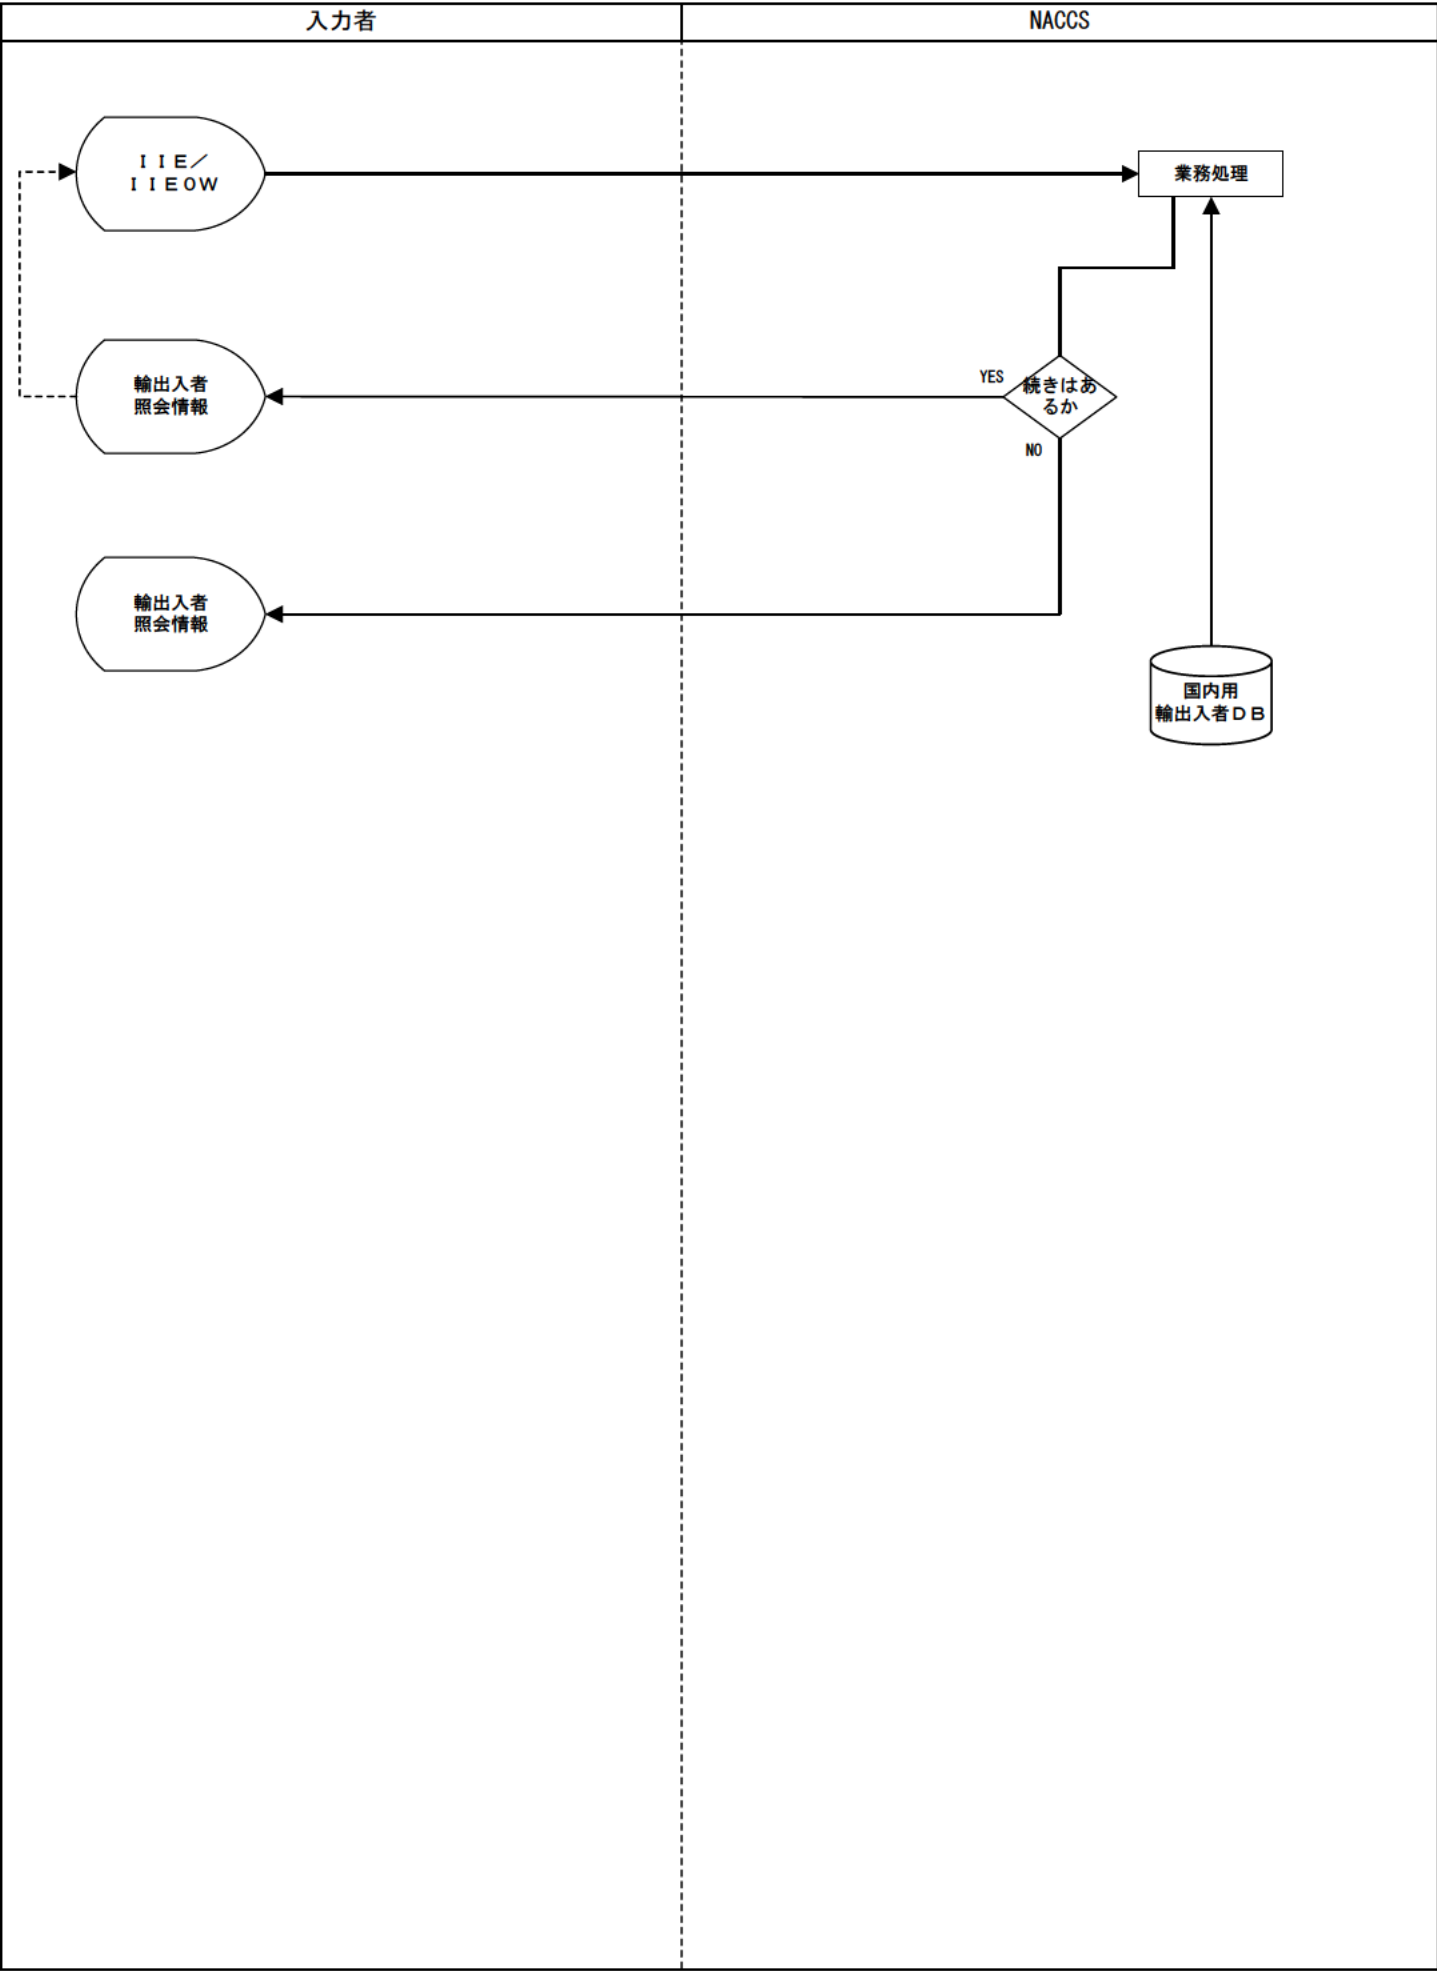 入力者
NACCS
ＩＩＥ／
ＩＩＥ０Ｗ
業務処理
輸出入者
照会情報
YES
続きはあ
るか
NO
輸出入者
照会情報
国内用
輸出入者ＤＢ